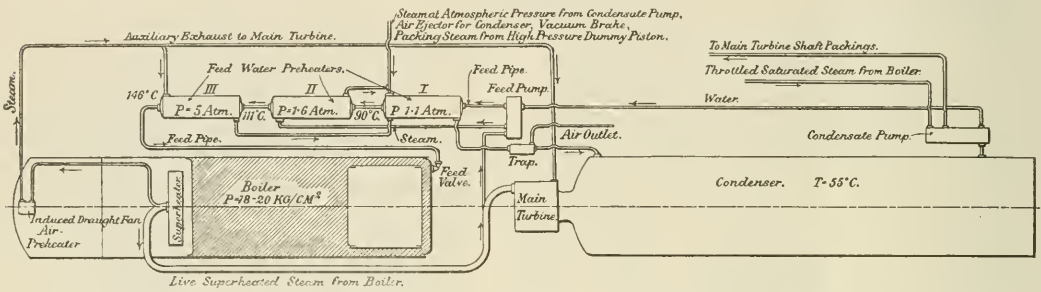 Steam at Atmospheric Pressure from Condensate Pump,
Air Ejector for Condenser, Vacuum Brake,
Packing Steam from High Pressure Dummy Piston.
Auxiliary Exhaust to Main Turbine.
To Main Turbine Shaft Packings.
Feed Water Preheaters.
Feed Pipe.
Throttled Saturated Steam from Boiler.
III
II
I
Feed Pump.
Steam.
146°C
P=5 Atm.
111°C.
P=1·6 Atm.
90°C.
P 1·1 Atm.
Water.
Air Outlet.
Condensate Pump.
Feed Pipe.
Steam.
Trap.
Feed
Valve.
Superheater.
Boiler
P=18-20 KG/CM²
Main
Turbine.
Condenser. T=55°C.
Induced Draught Fan
Air-
Preheater
Live Superheated Steam from Boiler.